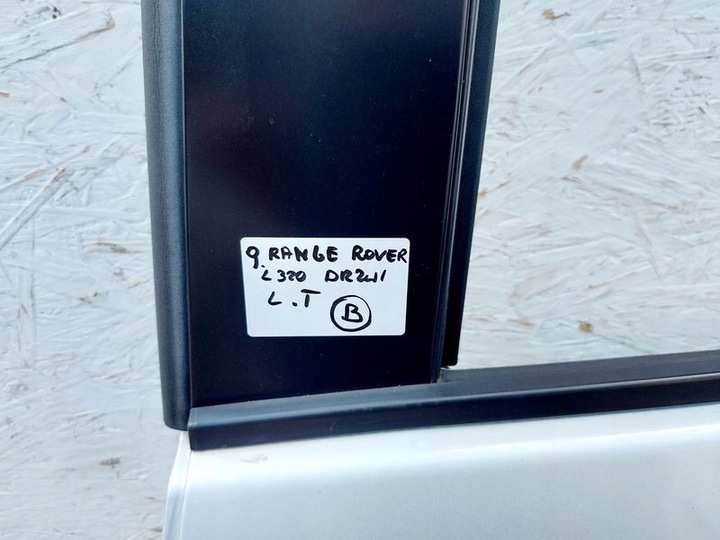 9. RANGE ROVER
L320 DRZWI
L.T B